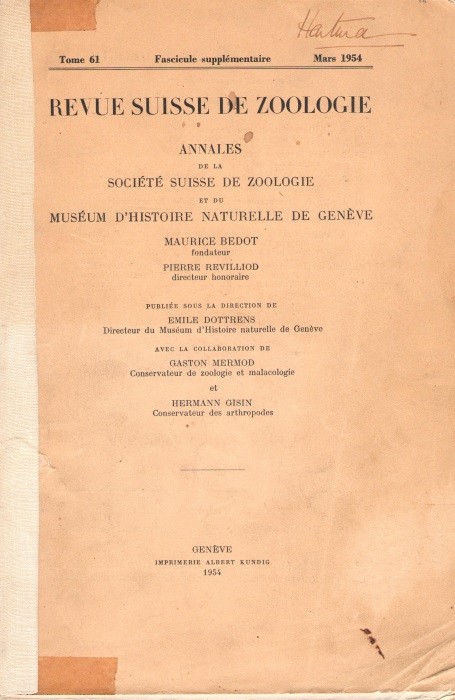 Tome 61 Fascicule supplémentaire Mars 1954
REVUE SUISSE DE ZOOLOGIE
ANNALES
DE LA
SOCIÉTÉ SUISSE DE ZOOLOGIE
ET DU
MUSÉUM D'HISTOIRE NATURELLE DE GENÈVE
MAURICE BEDOT
fondateur
PIERRE REVILLIOD
directeur honoraire
PUBLIÉE SOUS LA DIRECTION DE
EMILE DOTTRENS
Directeur du Muséum d'Histoire naturelle de Genève
AVEC LA COLLABORATION DE
GASTON MERMOD
Conservateur de zoologie et malacologie
et
HERMANN GISIN
Conservateur des arthropodes
GENÈVE
IMPRIMERIE ALBERT KUNDIG
1954